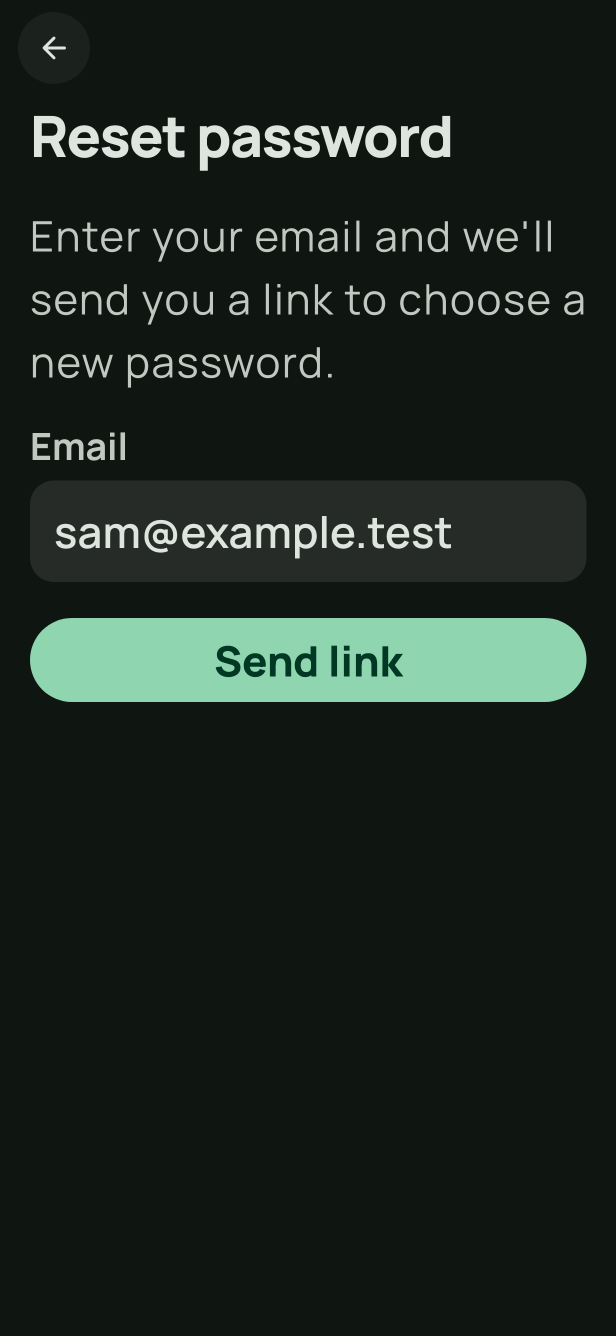 Reset password
Enter your email and we'll
send you a link to choose a
new password.
Email
sam@example.test
Send link